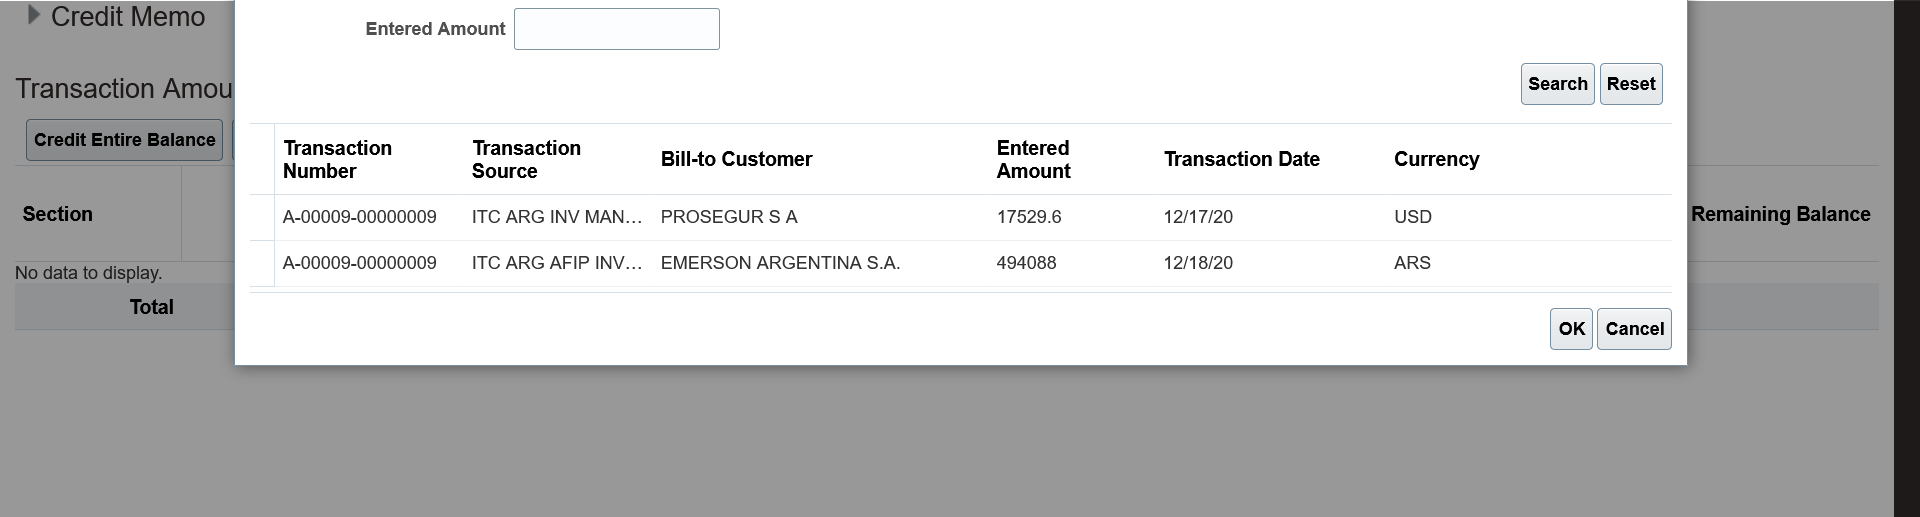 Credit Memo
Entered Amount
Search Reset
Transaction Amou
Credit Entire Balance
Transaction Number Transaction Source Bill-to Customer Entered Amount Transaction Date Currency
A-00009-00000009 ITC ARG INV MAN... PROSEGUR S A 17529.6 12/17/20 USD
A-00009-00000009 ITC ARG AFIP INV... EMERSON ARGENTINA S.A. 494088 12/18/20 ARS
OK Cancel
Section Remaining Balance
No data to display.
Total